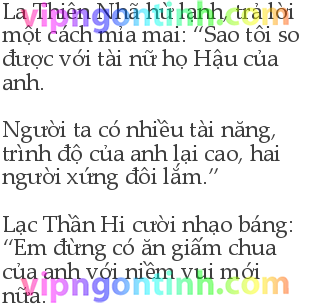 La Thiên Nhã hừ lạnh, trả lời
một cách mỉa mai: “Sao tôi so
được với tài nữ họ Hậu của
anh.
Người ta có nhiều tài năng,
trình độ của anh lại cao, hai
người xứng đôi lắm.”
Lạc Thần Hi cười nhạo báng:
“Em đừng có ăn giấm chua
của anh với niềm vui mới
nữa.
vipngontinh.com
vipngontinh.com